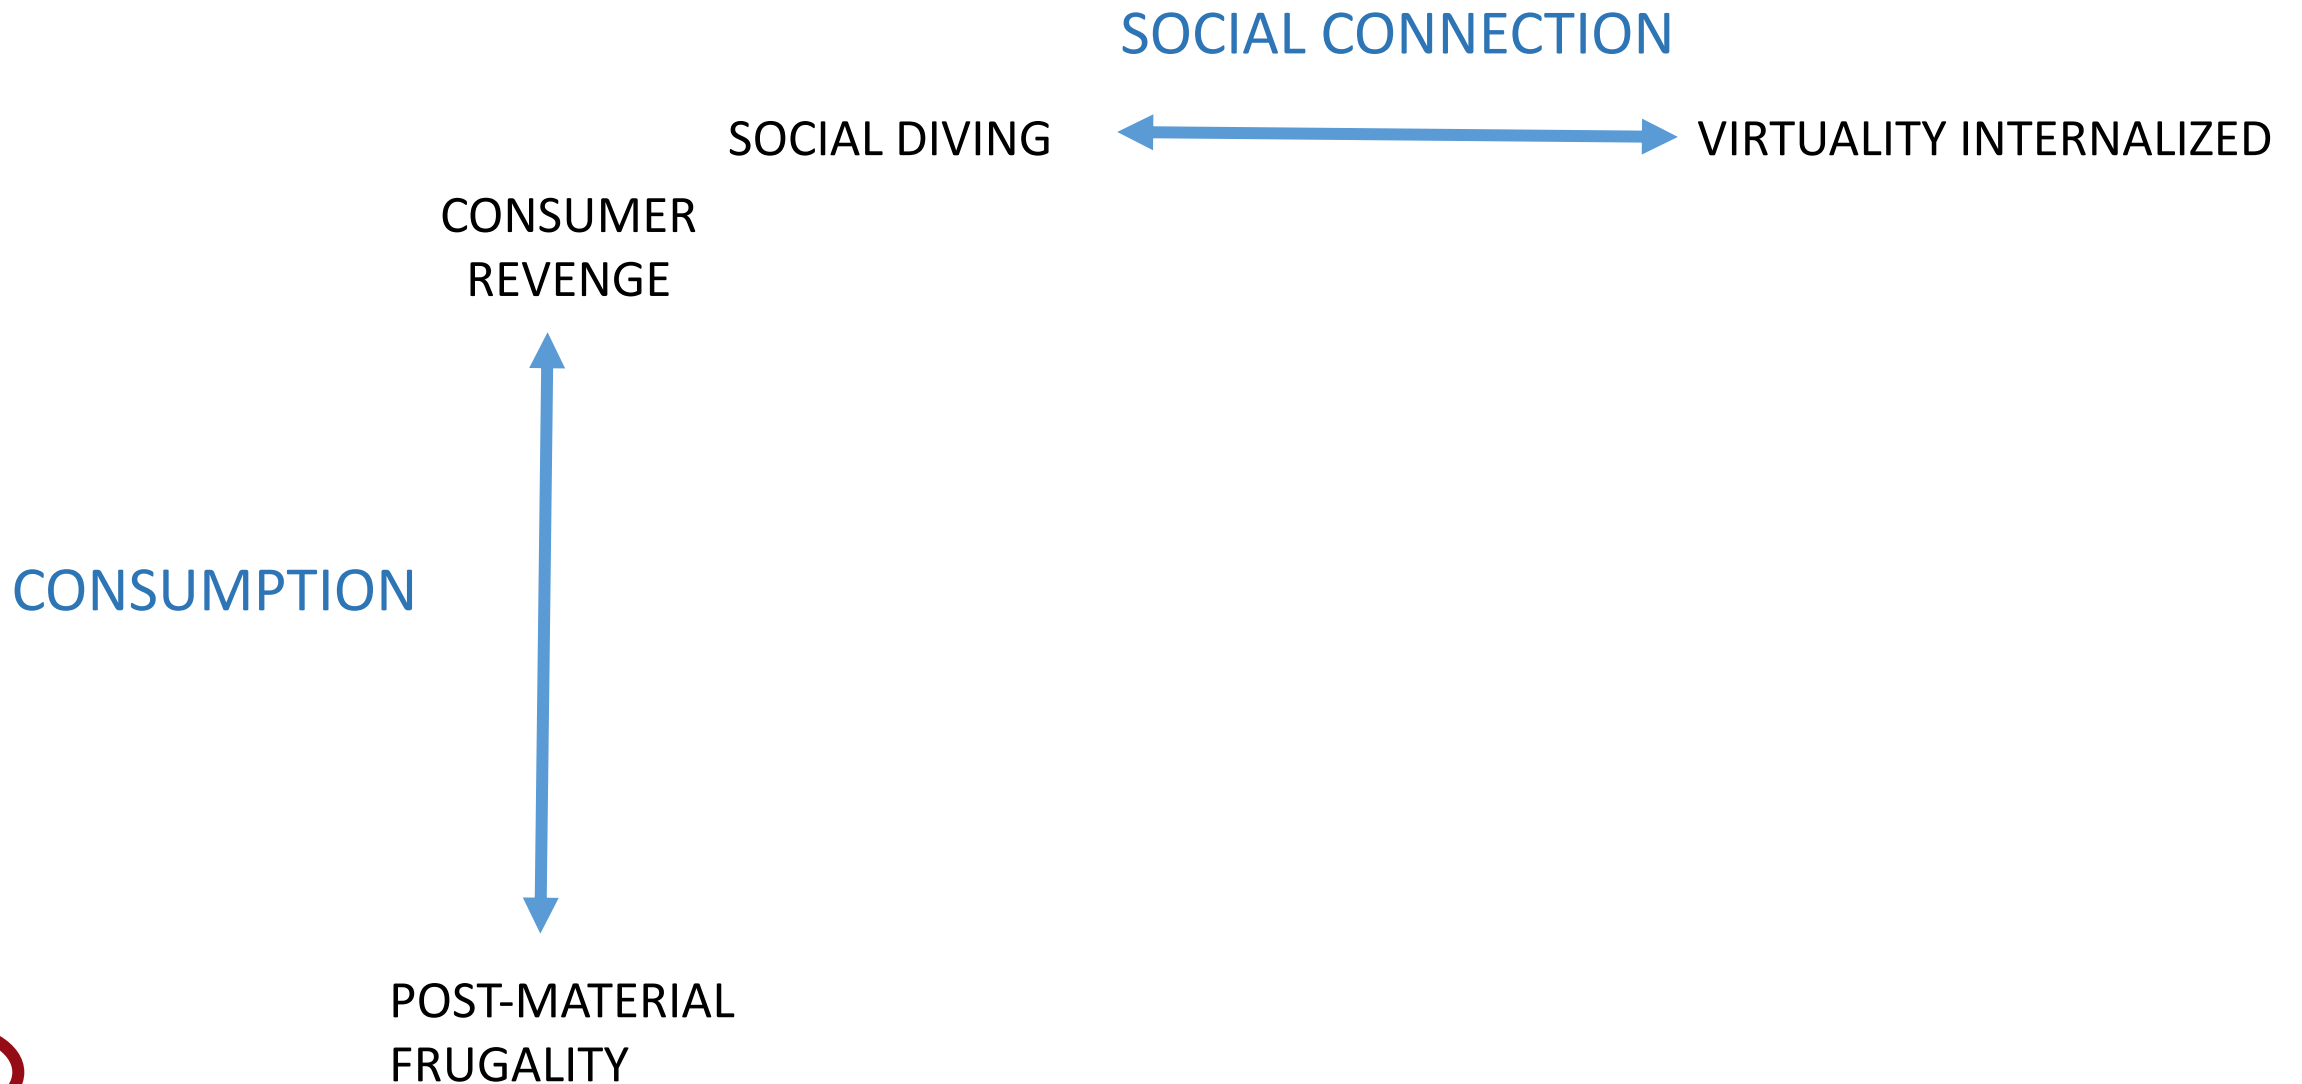 SOCIAL CONNECTION
SOCIAL DIVING
VIRTUALITY INTERNALIZED
CONSUMER
REVENGE
CONSUMPTION
POST-MATERIAL
FRUGALITY